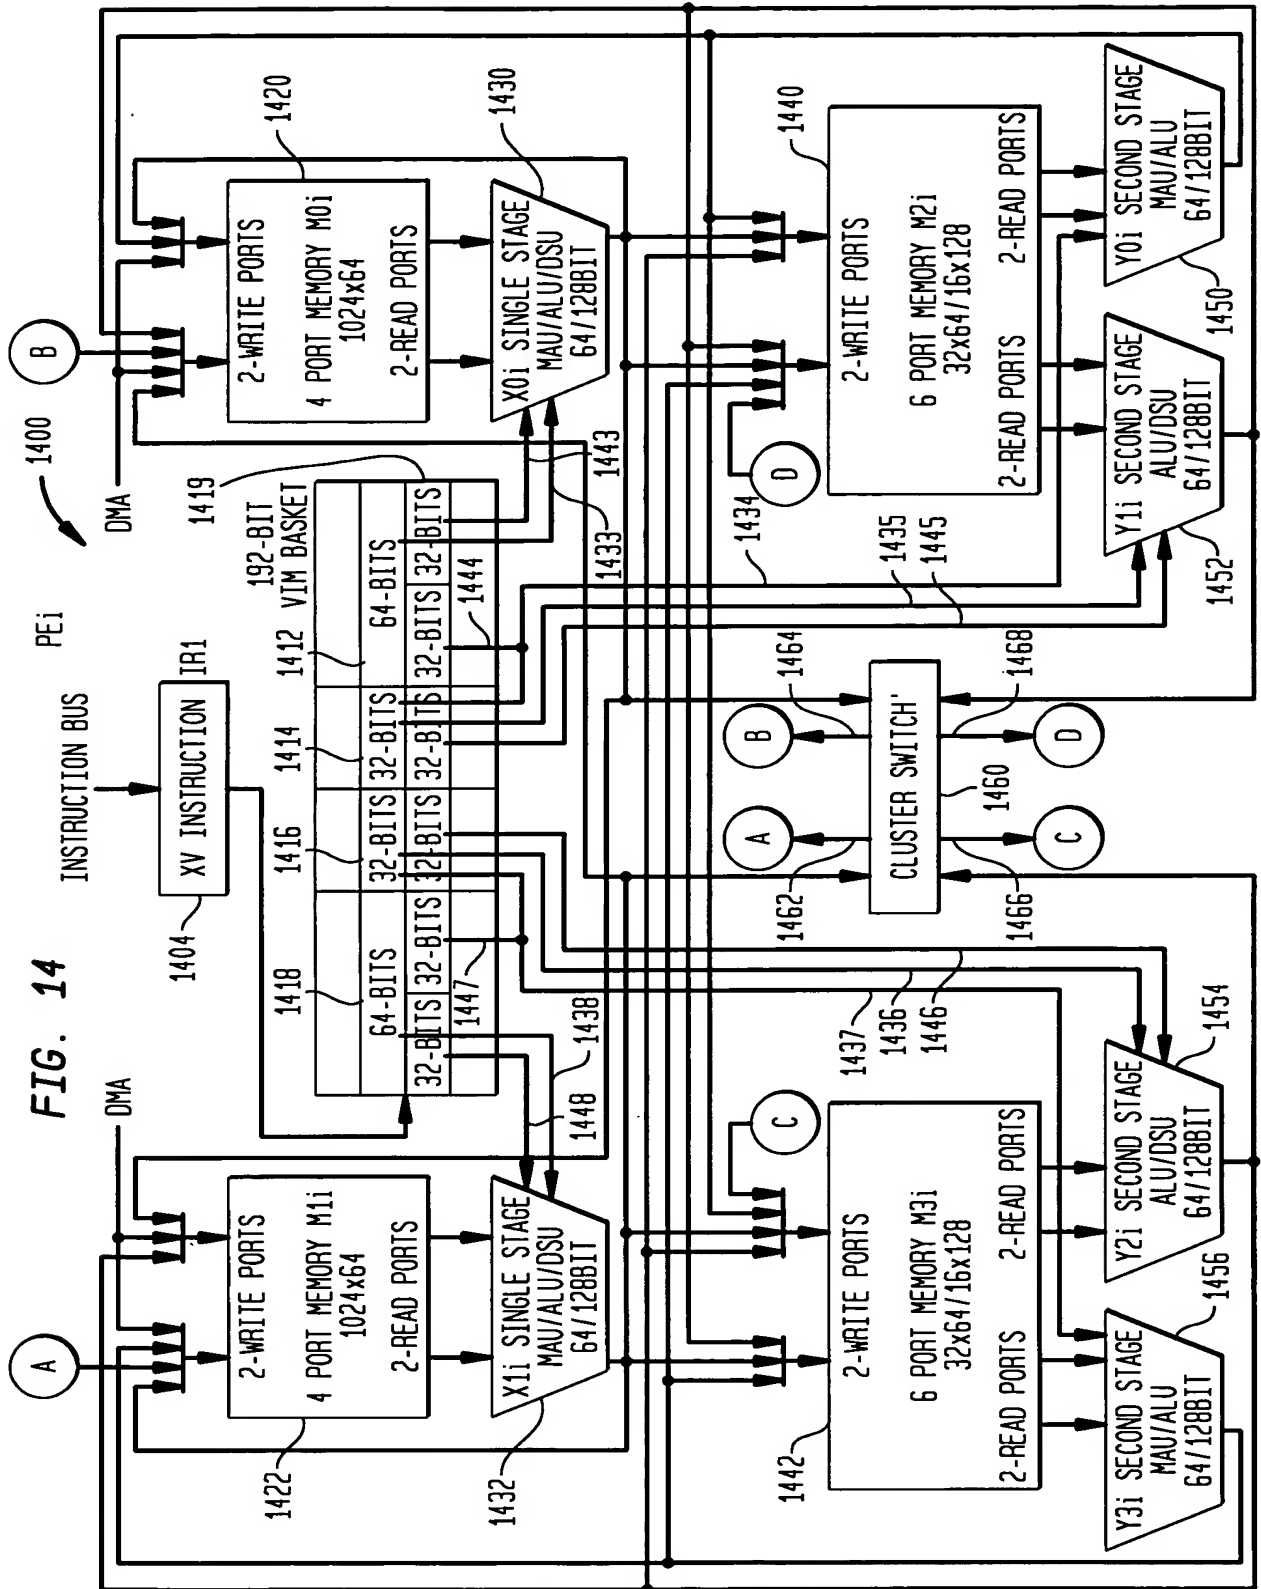 FIG. 14
INSTRUCTION BUS
PEi
1400
DMA
A
1404
XV INSTRUCTION
IR1
DMA
B
1422
2-WRITE PORTS
4 PORT MEMORY M1i
1024x64
2-READ PORTS
1418
1416
1414
1412
192-BIT
VIM BASKET
1419
64-BITS
32-BITS
32-BITS
64-BITS
32-BITS
32-BITS
32-BITS
32-BITS
32-BITS
32-BITS
1420
2-WRITE PORTS
4 PORT MEMORY M0i
1024x64
2-READ PORTS
1432
X1i SINGLE STAGE
MAU/ALU/DSU
64/128BIT
1448
1438
1447
1444
1433
1443
1430
X0i SINGLE STAGE
MAU/ALU/DSU
64/128BIT
1437
1446
1436
1462
A
B
1464
1434
1435
1445
1466
C
CLUSTER SWITCH'
1460
D
1468
C
D
1442
2-WRITE PORTS
6 PORT MEMORY M3i
32x64/16x128
2-READ PORTS
2-READ PORTS
1440
2-WRITE PORTS
6 PORT MEMORY M2i
32x64/16x128
2-READ PORTS
2-READ PORTS
Y3i SECOND STAGE
MAU/ALU
64/128BIT
1456
Y2i SECOND STAGE
ALU/DSU
64/128BIT
1454
1452
Y1i SECOND STAGE
ALU/DSU
64/128BIT
1450
Y0i SECOND STAGE
MAU/ALU
64/128BIT